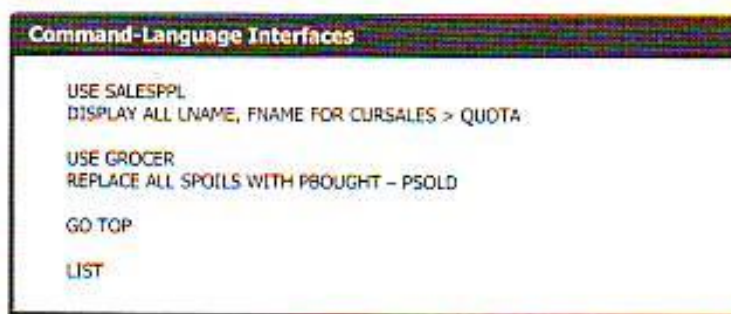 Command-Language Interfaces
USE SALESPPL
DISPLAY ALL LNAME, FNAME FOR CURSALES > QUOTA
USE GROCER
REPLACE ALL SPOILS WITH PBOUGHT – PSOLD
GO TOP
LIST